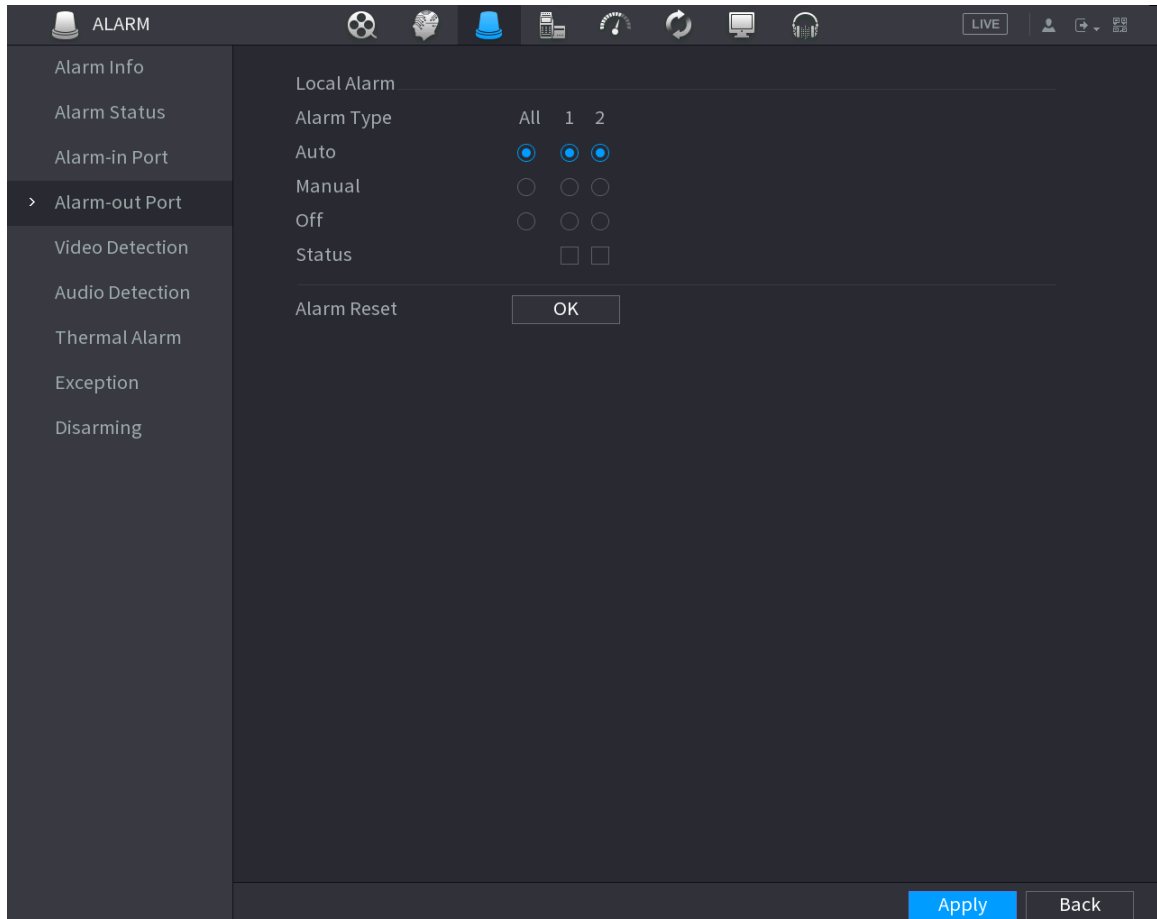 ALARM
LIVE
Alarm Info
Alarm Status
Alarm-in Port
Alarm-out Port
Video Detection
Audio Detection
Thermal Alarm
Exception
Disarming
Local Alarm
Alarm Type All 1 2
Auto
Manual
Off
Status
Alarm Reset OK
Apply Back